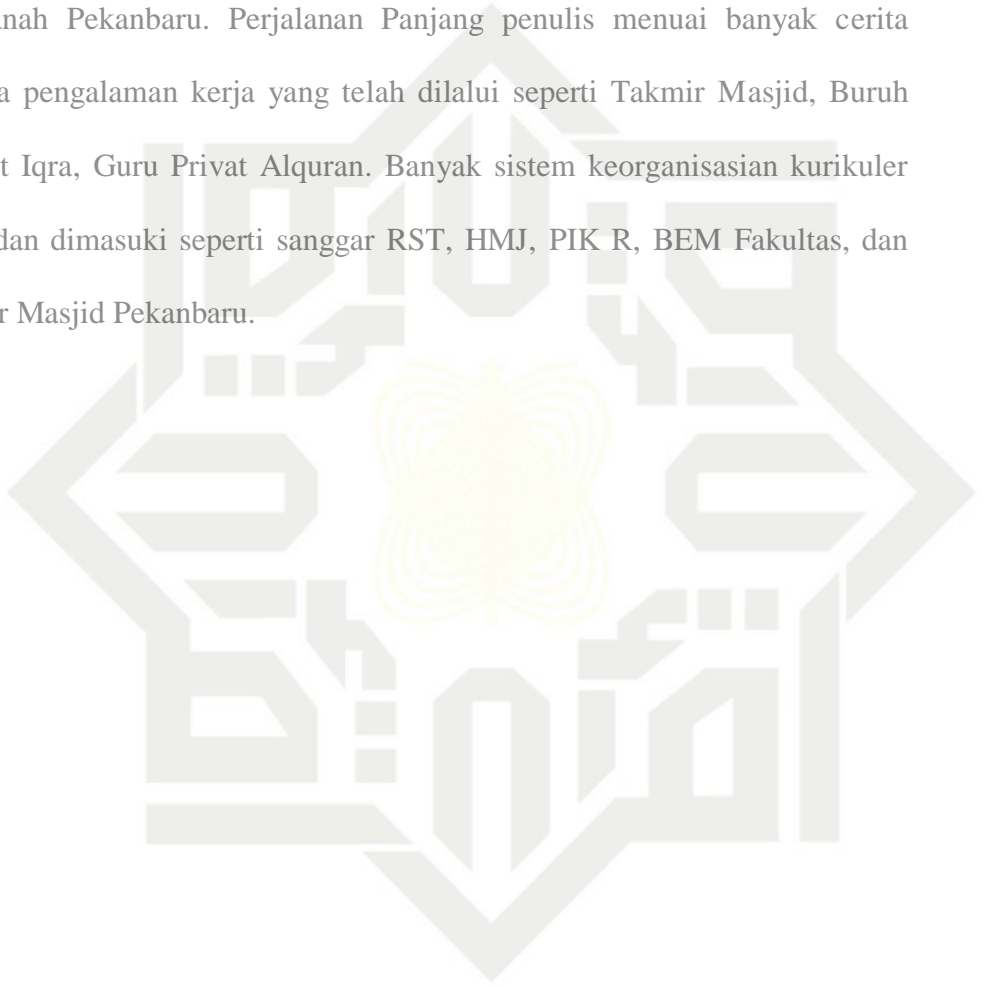 nah Pekanbaru. Perjalanan Panjang penulis menuai banyak cerita
a pengalaman kerja yang telah dilalui seperti Takmir Masjid, Buruh
t Iqra, Guru Privat Alquran. Banyak sistem keorganisasian kurikuler
dan dimasuki seperti sanggar RST, HMJ, PIK R, BEM Fakultas, dan
r Masjid Pekanbaru.